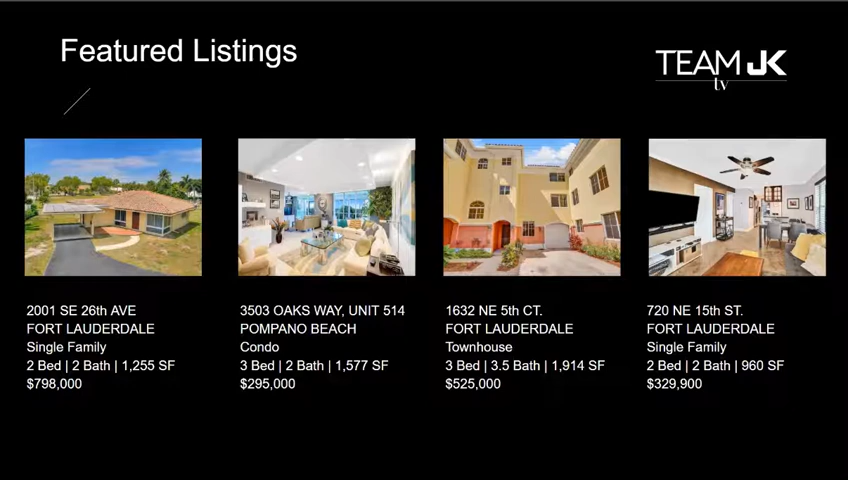 Featured Listings
TEAM JK
tv
2001 SE 26th AVE
FORT LAUDERDALE
Single Family
2 Bed | 2 Bath | 1,255 SF
$798,000
3503 OAKS WAY, UNIT 514
POMPANO BEACH
Condo
3 Bed | 2 Bath | 1,577 SF
$295,000
1632 NE 5th CT.
FORT LAUDERDALE
Townhouse
3 Bed | 3.5 Bath | 1,914 SF
$525,000
720 NE 15th ST.
FORT LAUDERDALE
Single Family
2 Bed | 2 Bath | 960 SF
$329,900